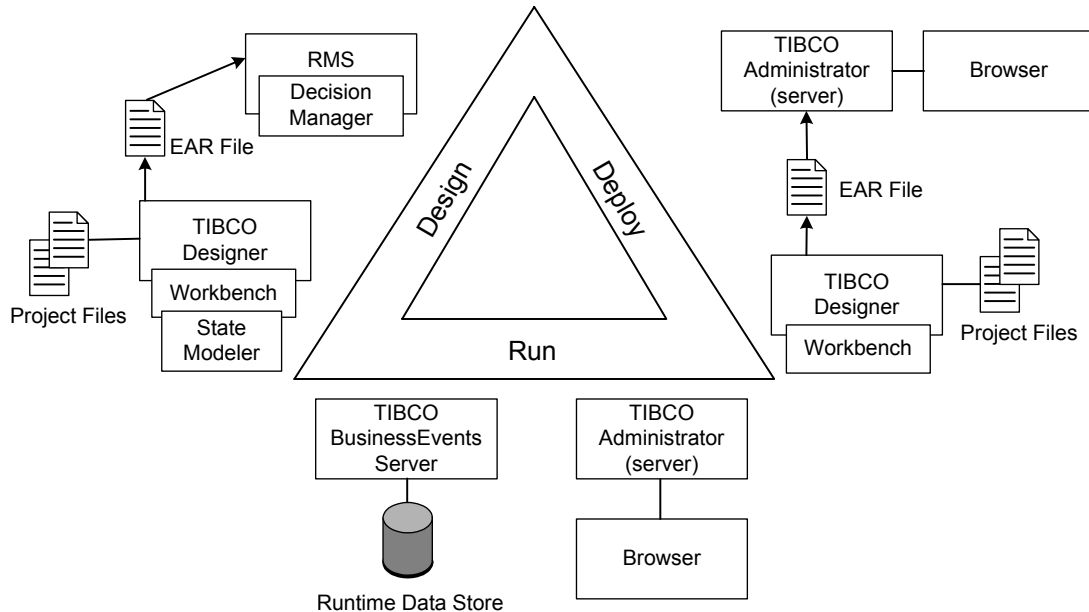 RMS
Decision
Manager
EAR File
TIBCO
Designer
Workbench
State
Modeler
Project Files
Design
Deploy
Run
TIBCO
Administrator
(server)
Browser
EAR File
TIBCO
Designer
Workbench
Project Files
TIBCO
BusinessEvents
Server
Runtime Data Store
TIBCO
Administrator
(server)
Browser